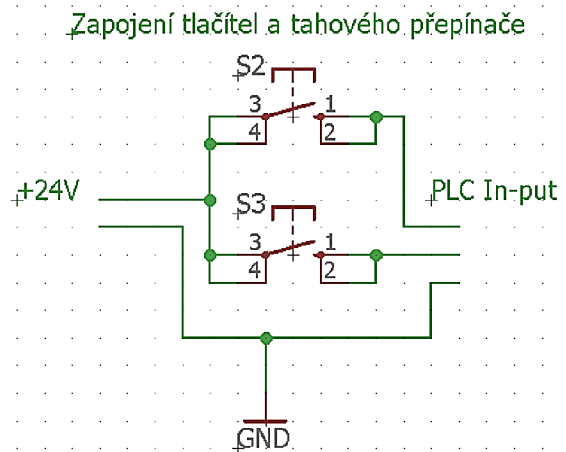 Zapojení tlačítel a tahového přepínače
S2
3 1
4 2
+24V
PLC In-put
S3
3 1
4 2
GND